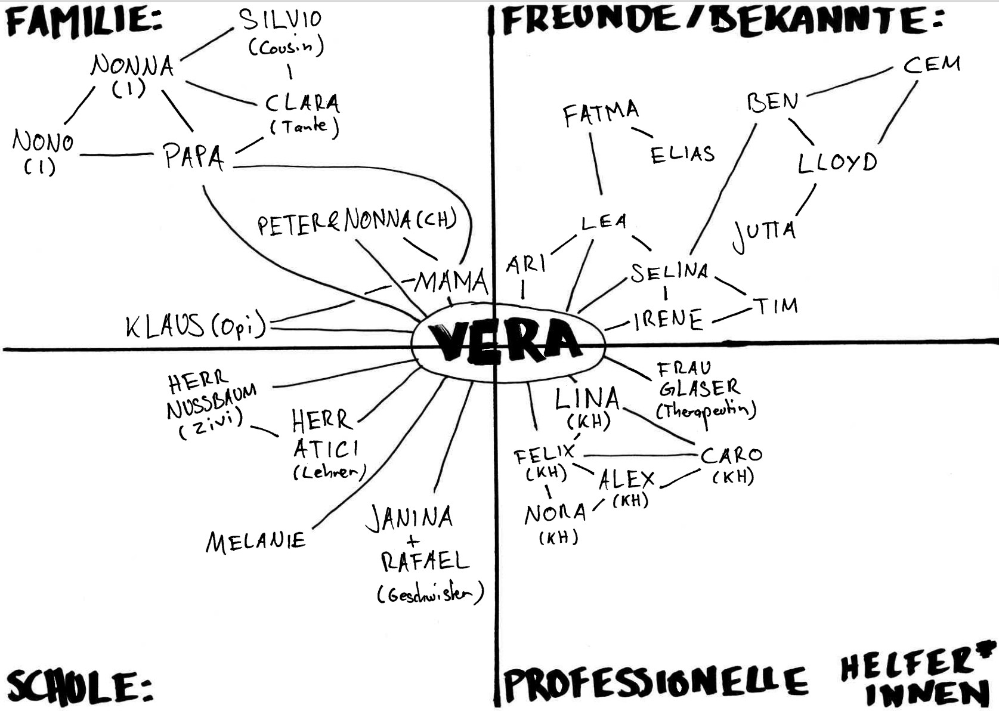 FAMILIE:
SILVIO
(Cousin)
NONNA
(I)
CLARA
(Tante)
NONO
(I)
PAPA
PETER & NONNA (CH)
MAMA
KLAUS (Opi)
FREUNDE/BEKANNTE:
CEM
BEN
FATMA
ELIAS
LLOYD
LEA
JUTTA
ARI
SELINA
TIM
IRENE
VERA
HERR
NUSSBAUM
(Zivi)
HERR
ATICI
(Lehrer)
MELANIE
JANINA
+
RAFAEL
(Geschwister)
SCHULE:
FRAU
GLASER
(Therapeutin)
LINA
(KH)
FELIX
(KH)
CARO
(KH)
ALEX
(KH)
NORA
(KH)
PROFESSIONELLE HELFER*
INNEN